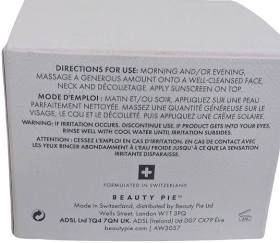 DIRECTIONS FOR USE: MORNING AND/OR EVENING,
MASSAGE A GENEROUS AMOUNT ONTO A WELL-CLEANSED FACE,
NECK AND DÉCOLLETAGE. APPLY SUNSCREEN ON TOP.
MODE D'EMPLOI : MATIN ET/OU SOIR, APPLIQUEZ SUR UNE PEAU
PARFAITEMENT NETTOYÉE. MASSEZ UNE QUANTITÉ GÉNÉREUSE SUR LE
VISAGE, LE COU ET LE DÉCOLLETÉ. PUIS APPLIQUEZ UNE CRÈME SOLAIRE.
WARNING: IF IRRITATION OCCURS, DISCONTINUE USE. IF PRODUCT GETS INTO YOUR EYES,
RINSE WELL WITH COOL WATER UNTIL IRRITATION SUBSIDES.
ATTENTION : CESSEZ L'EMPLOI EN CAS D'IRRITATION. EN CAS DE CONTACT AVEC
LES YEUX RINCER ABONDAMMENT À L'EAU FROIDE JUSQU'À CE QUE L'IRRITATION
DISPARAISSE.
FORMULATED IN SWITZERLAND
BEAUTY PIE
Made in Switzerland, distributed by Beauty Pie Ltd
Wells Street, London W1T 3PQ
ADSL Ltd TQ4 7QN UK. ADSL (Ireland) Ltd D07 CK79 Éire
beautypie.com | AW3057